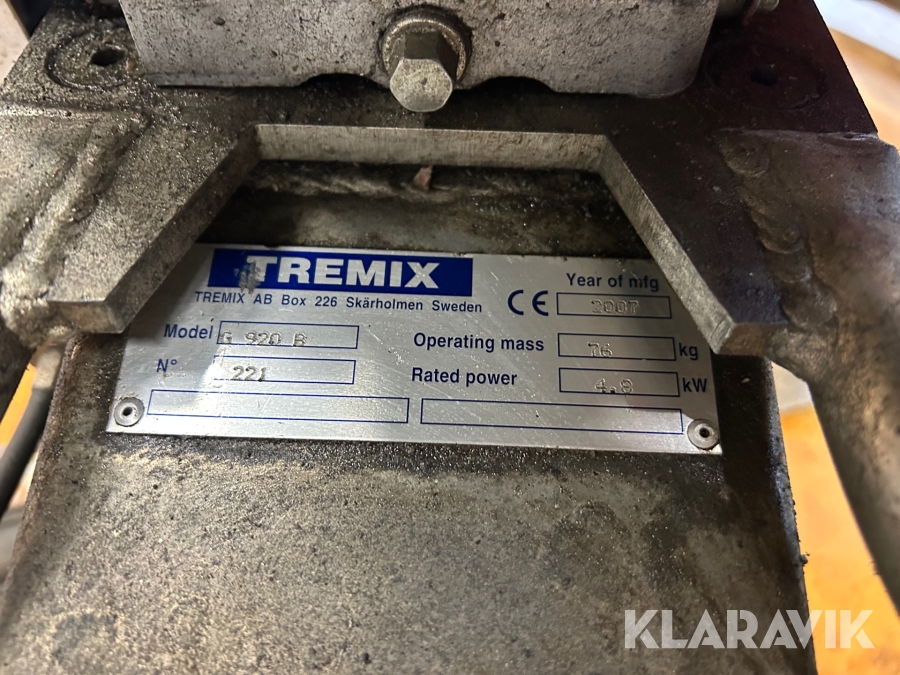 TREMIX
TREMIX AB Box 226 Skärholmen Sweden
CE
Year of mfg 2007
Model G 920 B
Operating mass 76 kg
N° 221
Rated power 4.8 kW
KLARAVIK